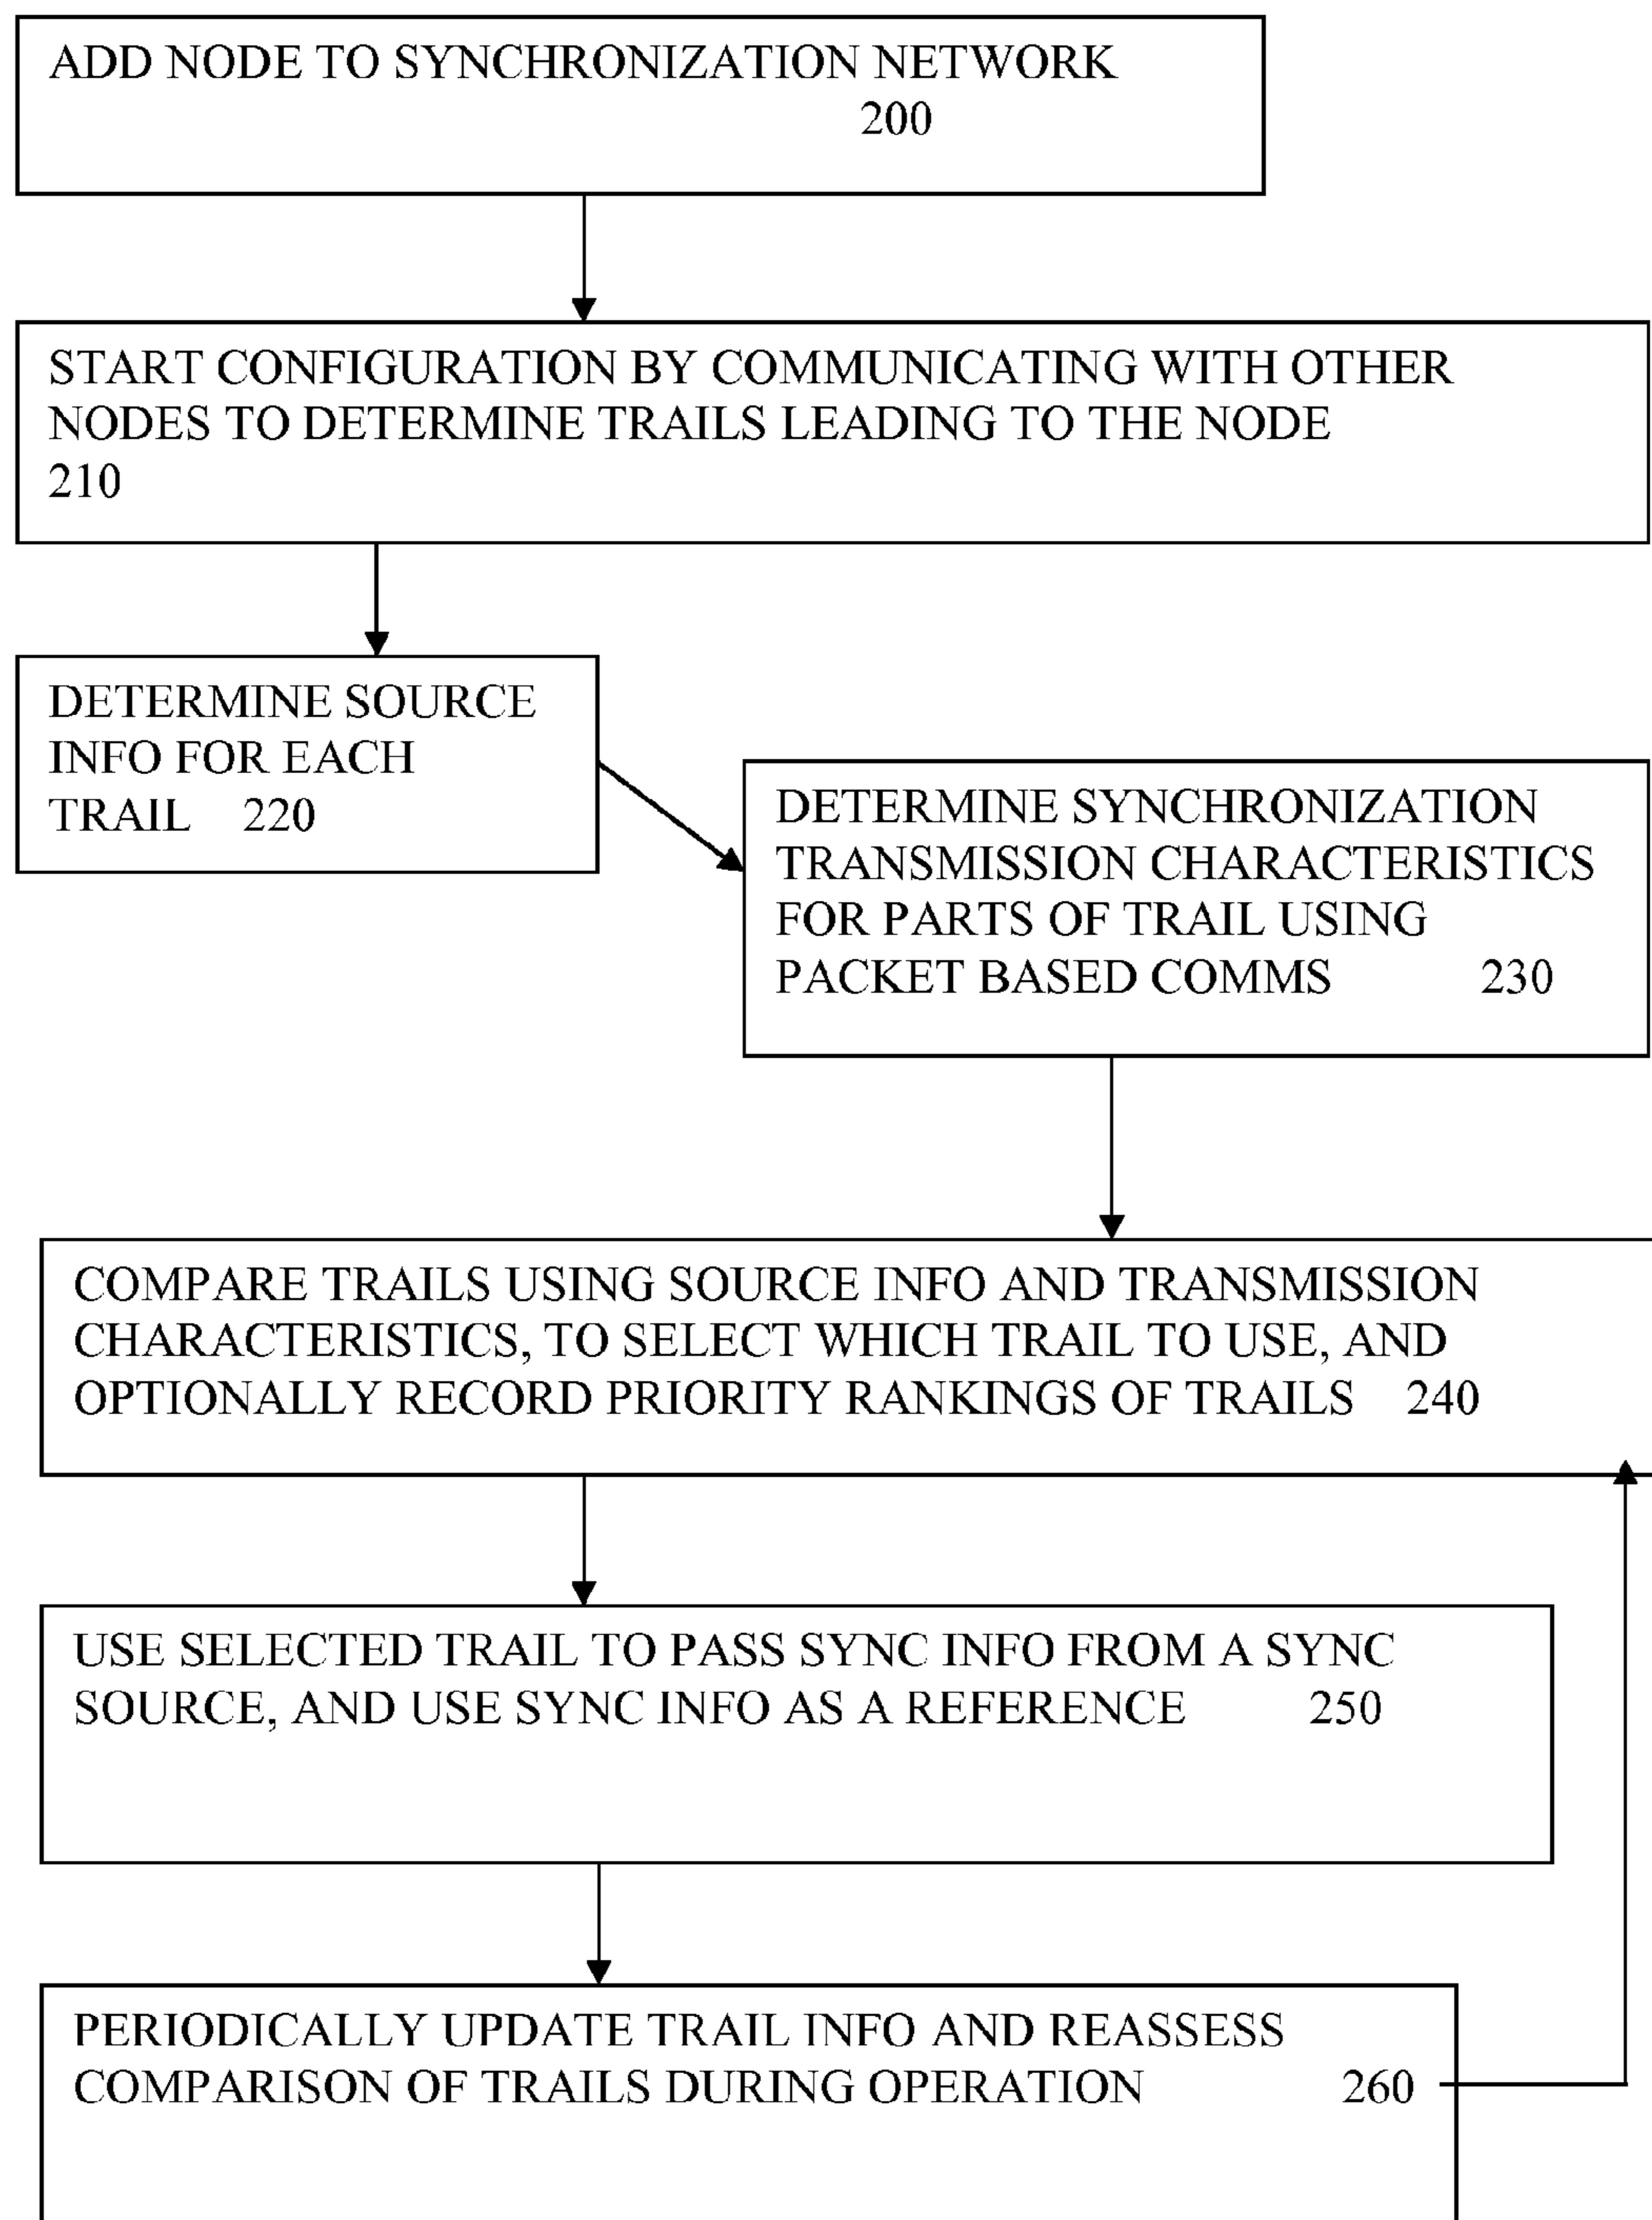 ADD NODE TO SYNCHRONIZATION NETWORK
200
START CONFIGURATION BY COMMUNICATING WITH OTHER
NODES TO DETERMINE TRAILS LEADING TO THE NODE
210
DETERMINE SOURCE
INFO FOR EACH
TRAIL 220
DETERMINE SYNCHRONIZATION
TRANSMISSION CHARACTERISTICS
FOR PARTS OF TRAIL USING
PACKET BASED COMMS 230
COMPARE TRAILS USING SOURCE INFO AND TRANSMISSION
CHARACTERISTICS, TO SELECT WHICH TRAIL TO USE, AND
OPTIONALLY RECORD PRIORITY RANKINGS OF TRAILS 240
USE SELECTED TRAIL TO PASS SYNC INFO FROM A SYNC
SOURCE, AND USE SYNC INFO AS A REFERENCE 250
PERIODICALLY UPDATE TRAIL INFO AND REASSESS
COMPARISON OF TRAILS DURING OPERATION 260